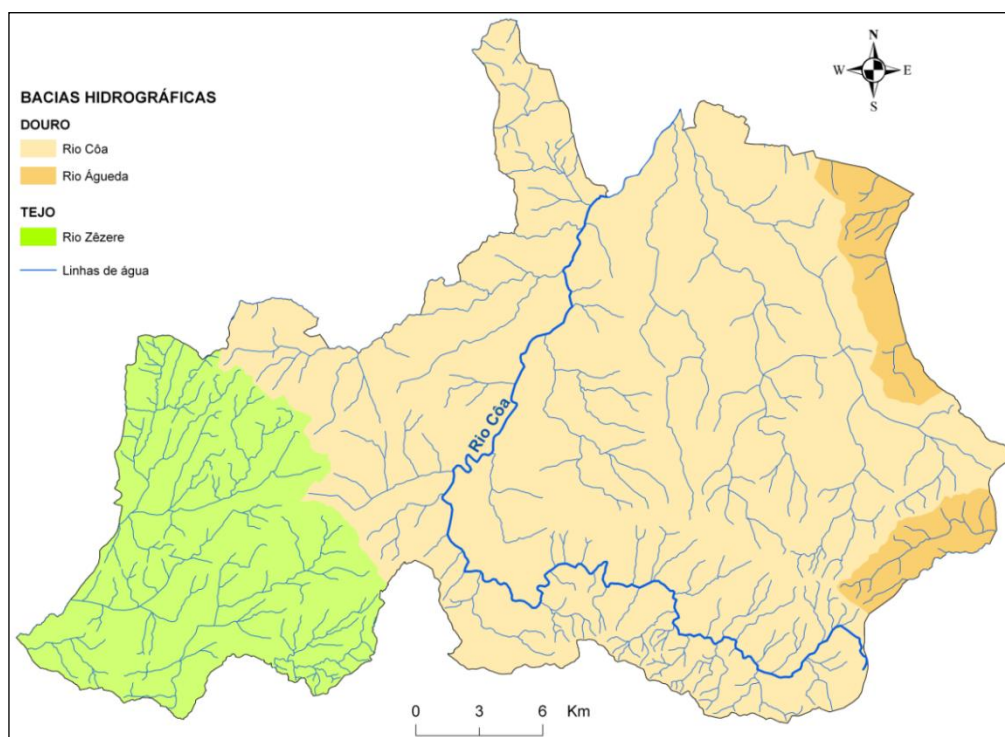 BACIAS HIDROGRÁFICAS
DOURO
Rio Côa
Rio Águeda
TEJO
Rio Zêzere
Linhas de água
N
W E
S
Rio Côa
0 3 6 Km